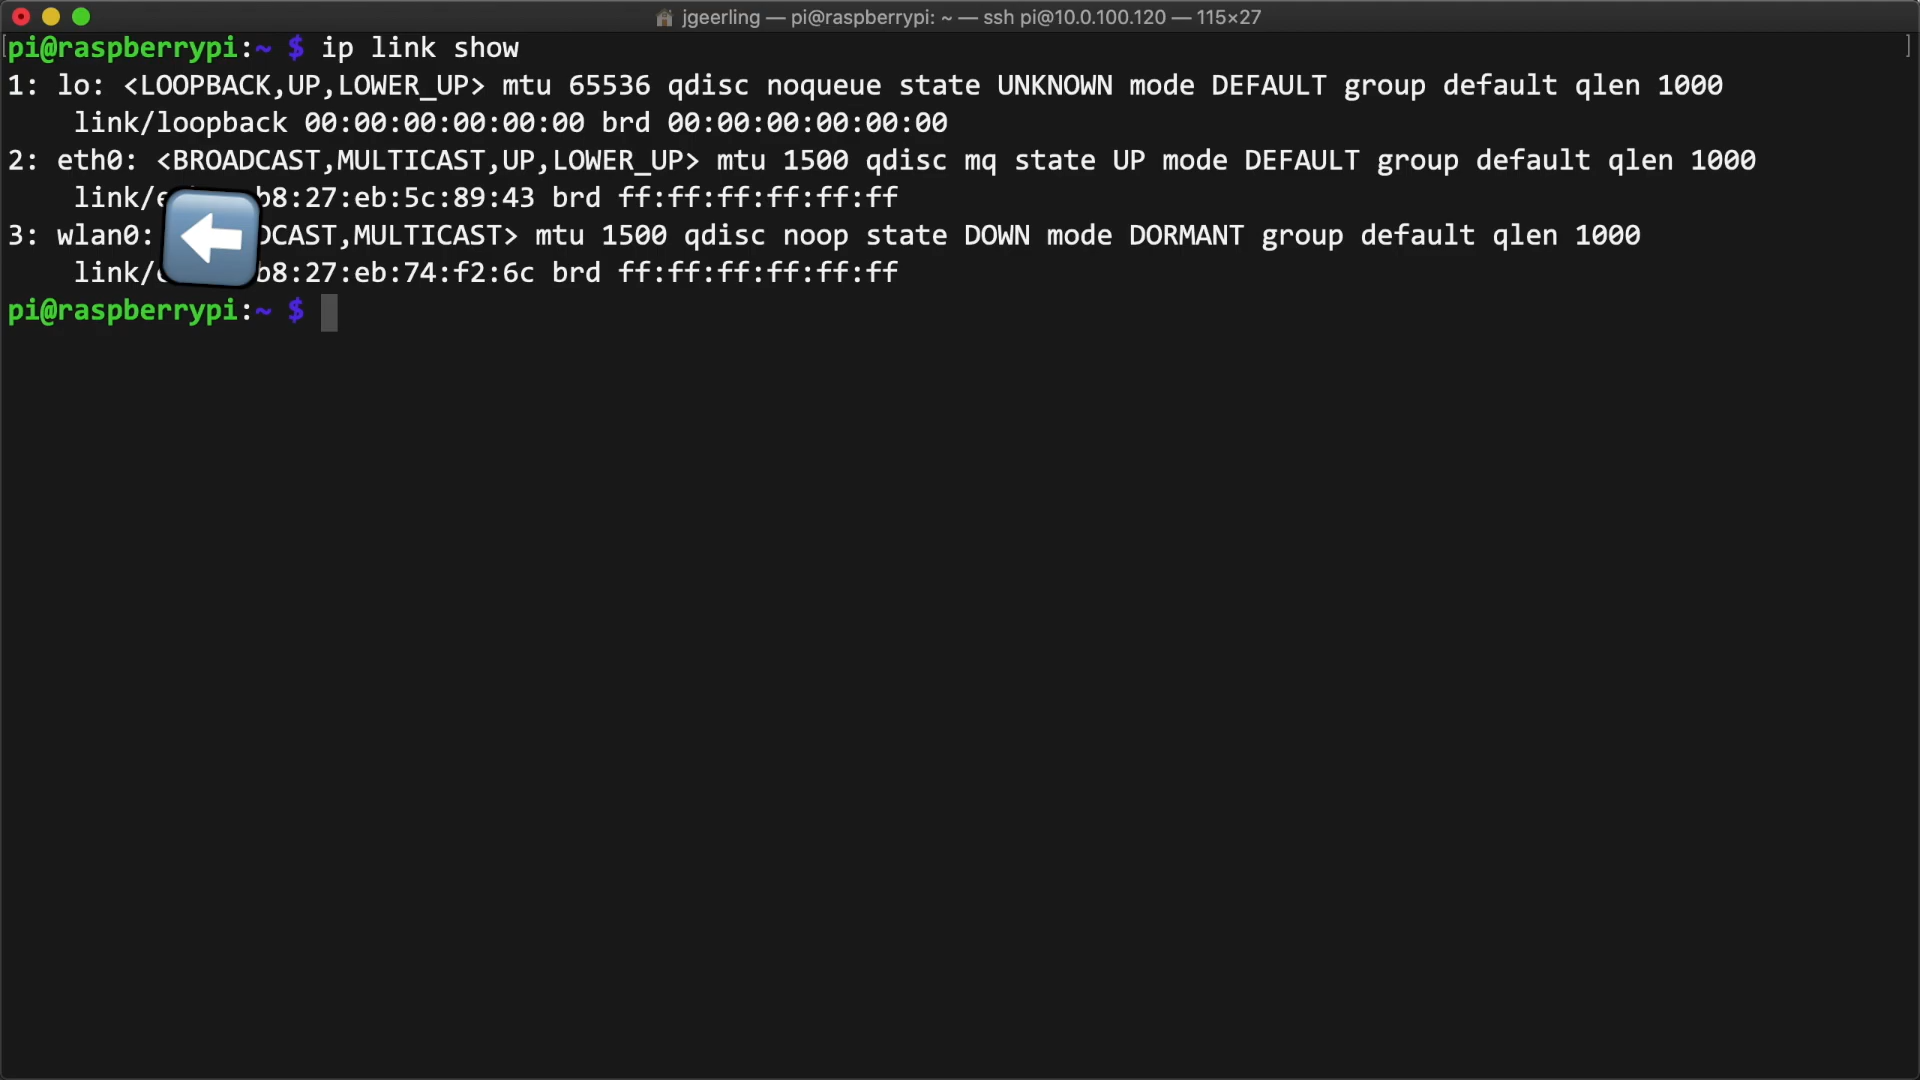 jgeerling — pi@raspberrypi: ~ — ssh pi@10.0.100.120 — 115×27
pi@raspberrypi:~ $ ip link show
1: lo: <LOOPBACK,UP,LOWER_UP> mtu 65536 qdisc noqueue state UNKNOWN mode DEFAULT group default qlen 1000
link/loopback 00:00:00:00:00:00 brd 00:00:00:00:00:00
2: eth0: <BROADCAST,MULTICAST,UP,LOWER_UP> mtu 1500 qdisc mq state UP mode DEFAULT group default qlen 1000
link/ b8:27:eb:5c:89:43 brd ff:ff:ff:ff:ff:ff
3: wlan0: DCAST,MULTICAST> mtu 1500 qdisc noop state DOWN mode DORMANT group default qlen 1000
link/ b8:27:eb:74:f2:6c brd ff:ff:ff:ff:ff:ff
pi@raspberrypi:~ $